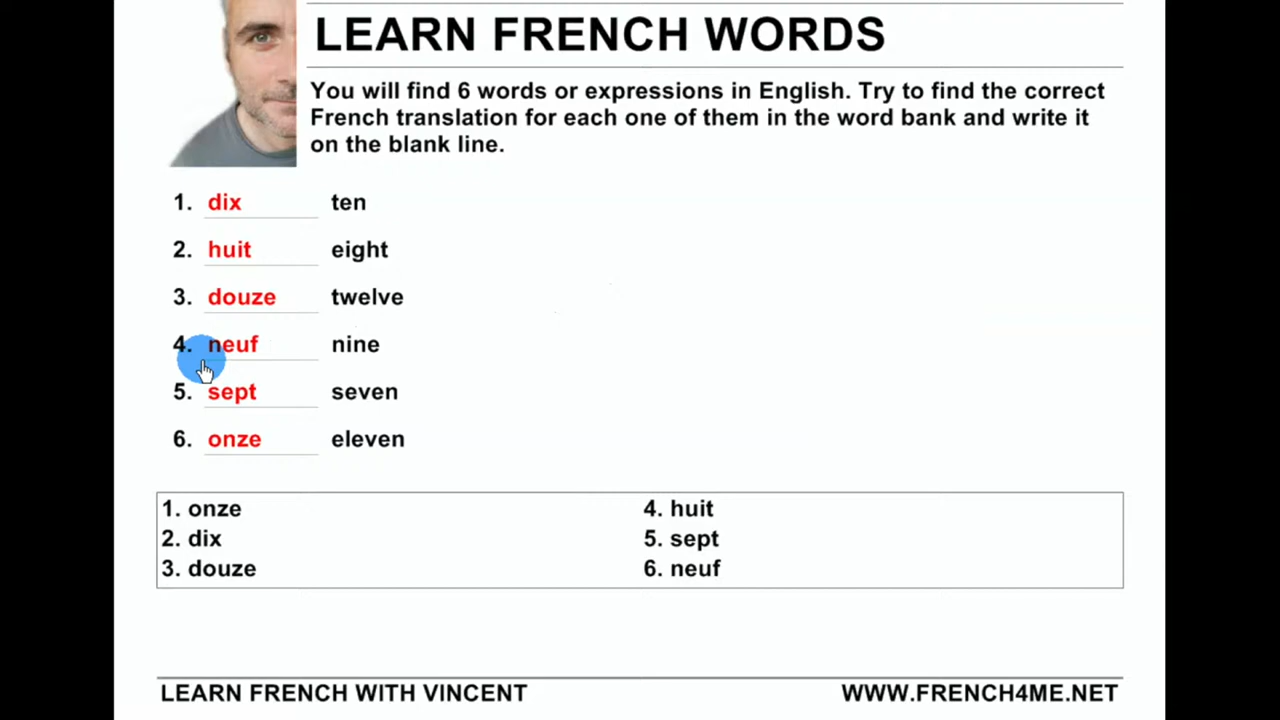 LEARN FRENCH WORDS
You will find 6 words or expressions in English. Try to find the correct
French translation for each one of them in the word bank and write it
on the blank line.
1. dix ten
2. huit eight
3. douze twelve
4. neuf nine
5. sept seven
6. onze eleven
1. onze
2. dix
3. douze
4. huit
5. sept
6. neuf
LEARN FRENCH WITH VINCENT
WWW.FRENCH4ME.NET